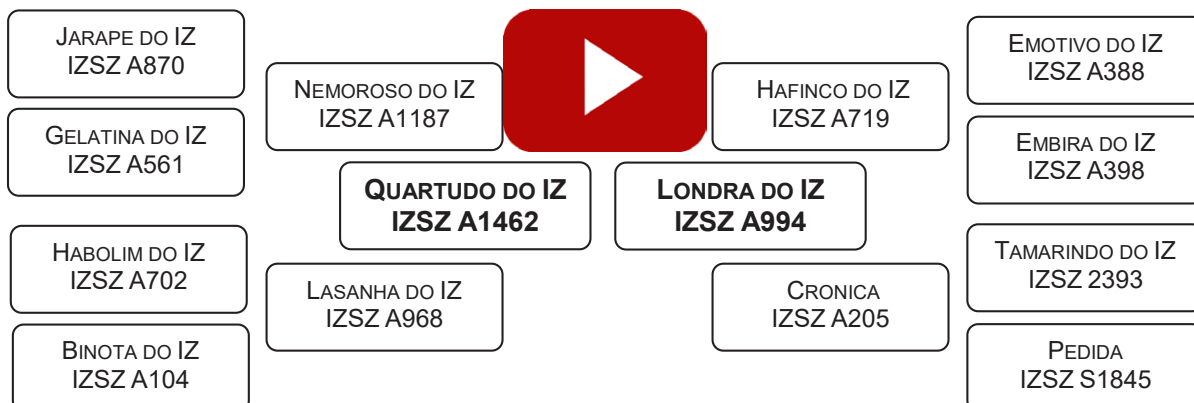 JARAPE DO IZ
IZSZ A870
GELATINA DO IZ
IZSZ A561
HABOLIM DO IZ
IZSZ A702
BINOTA DO IZ
IZSZ A104
NEMOROSO DO IZ
IZSZ A1187
LASANHA DO IZ
IZSZ A968
QUARTUDO DO IZ
IZSZ A1462
LONDRA DO IZ
IZSZ A994
HAFINCO DO IZ
IZSZ A719
CRONICA
IZSZ A205
EMOTIVO DO IZ
IZSZ A388
EMBIRA DO IZ
IZSZ A398
TAMARINDO DO IZ
IZSZ 2393
PEDIDA
IZSZ S1845